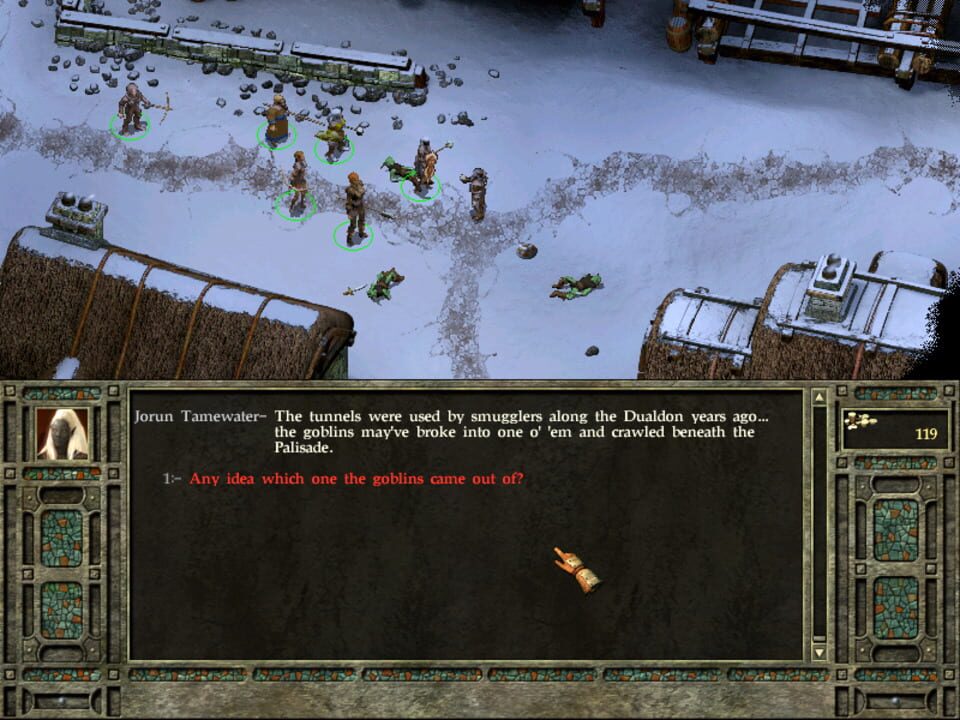 Jorun Tamewater- The tunnels were used by smugglers along the Dualdon years ago...
the goblins may've broke into one o' 'em and crawled beneath the
Palisade.
119
1:- Any idea which one the goblins came out of?